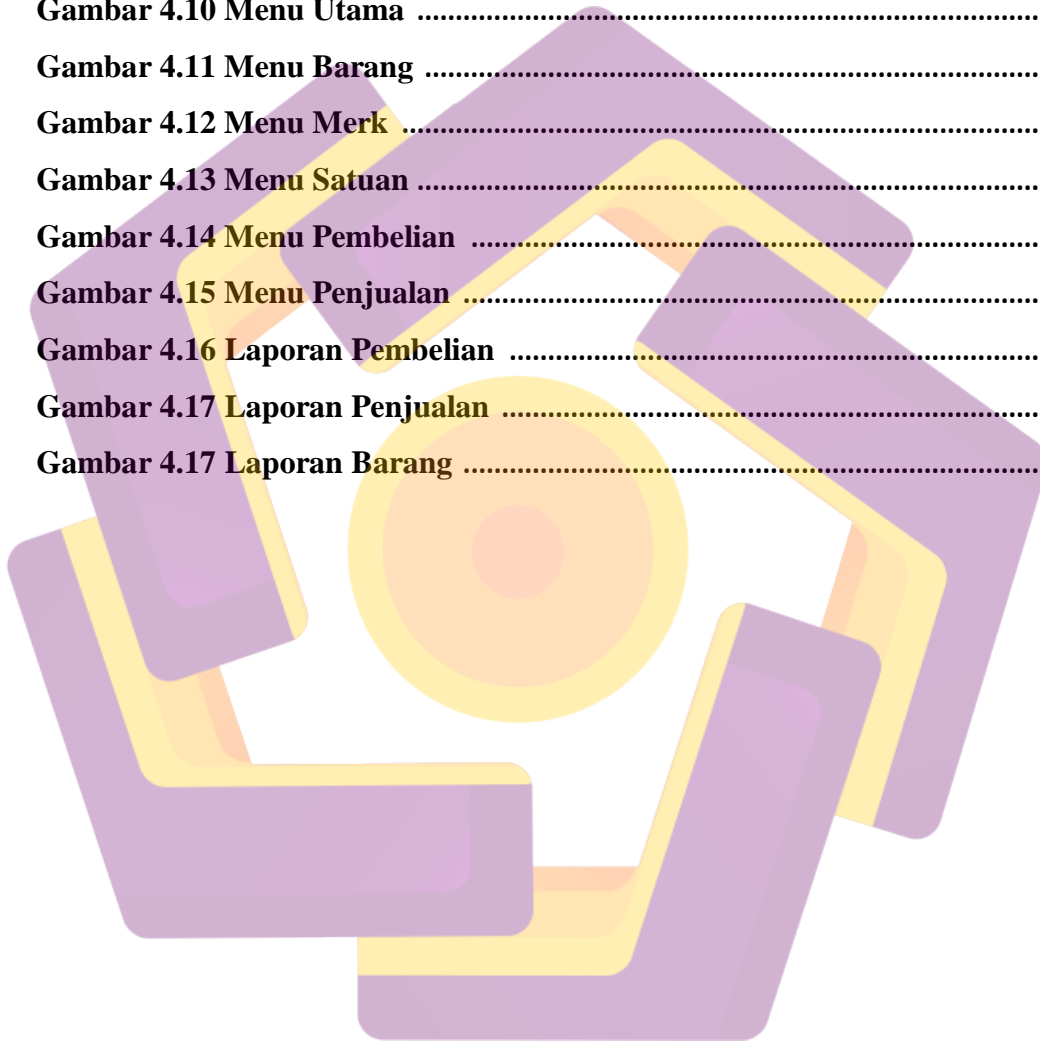 Gambar 4.10 Menu Utama ................................................................................
Gambar 4.11 Menu Barang ...............................................................................
Gambar 4.12 Menu Merk ..................................................................................
Gambar 4.13 Menu Satuan ................................................................................
Gambar 4.14 Menu Pembelian .........................................................................
Gambar 4.15 Menu Penjualan ..........................................................................
Gambar 4.16 Laporan Pembelian ....................................................................
Gambar 4.17 Laporan Penjualan .....................................................................
Gambar 4.17 Laporan Barang ..........................................................................